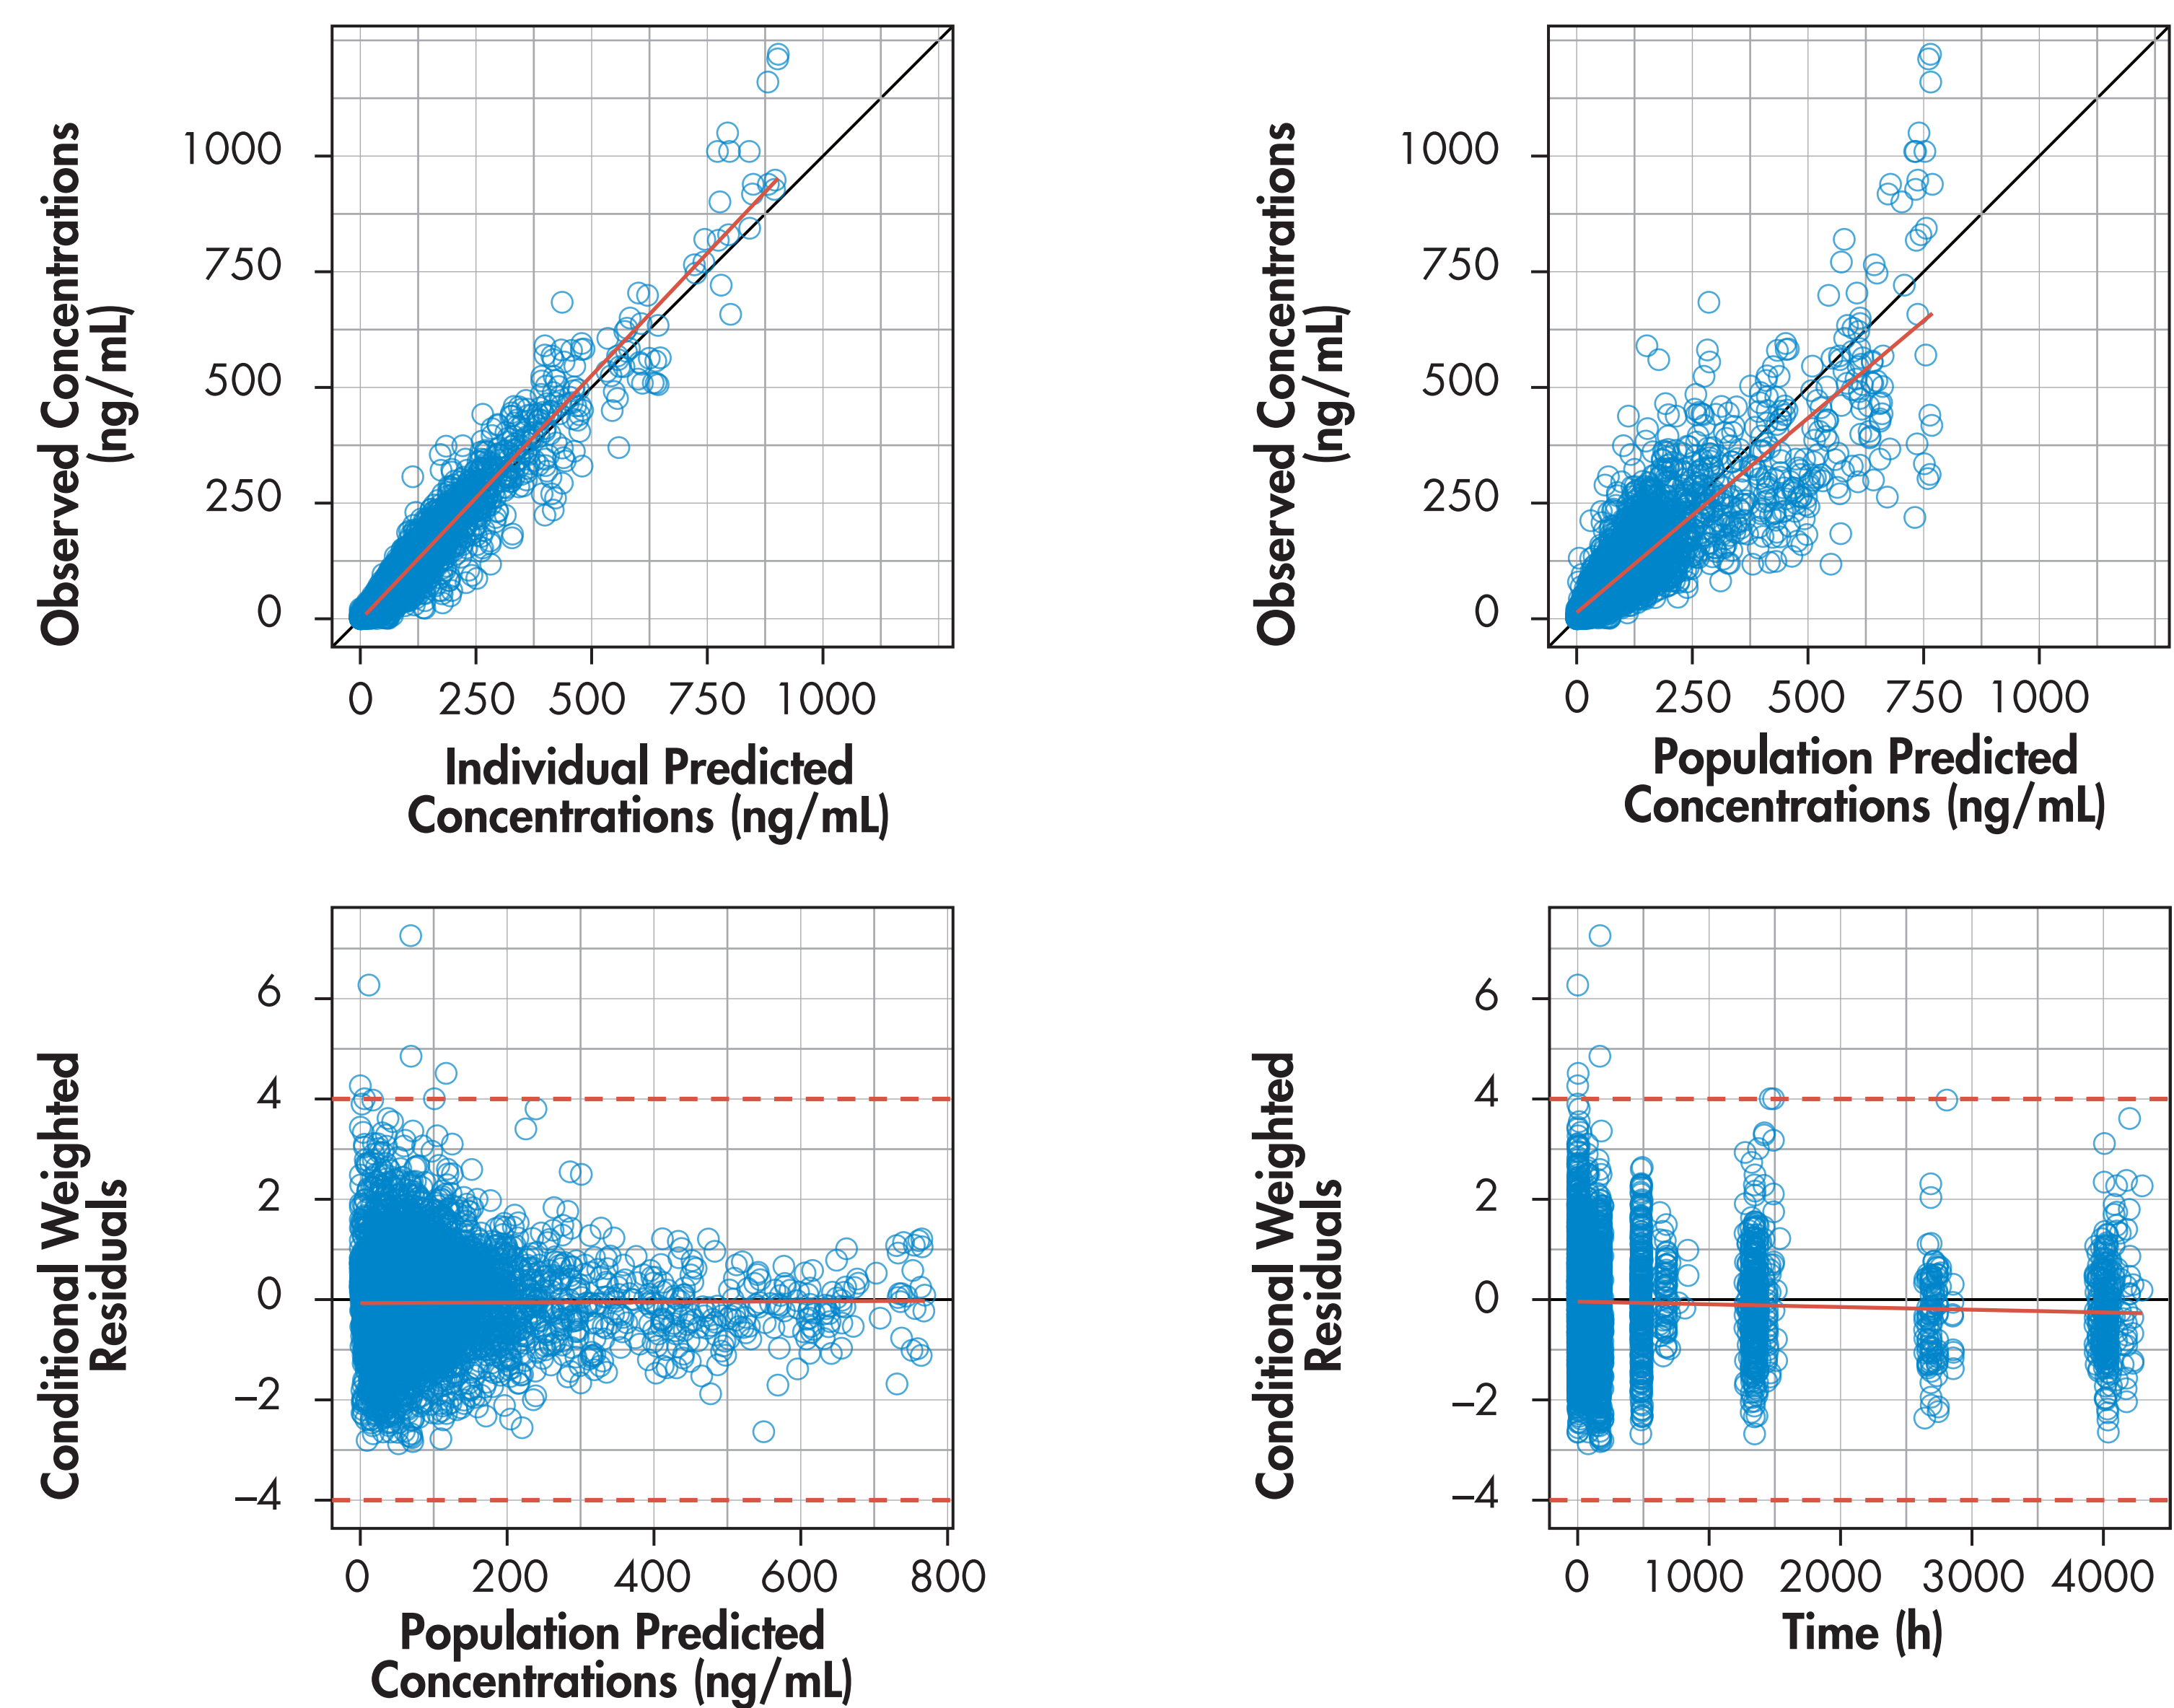 Observed Concentrations
(ng/mL)
1000
750
500
250
0
0 250 500 750 1000
Individual Predicted
Concentrations (ng/mL)
Observed Concentrations
(ng/mL)
1000
750
500
250
0
0 250 500 750 1000
Population Predicted
Concentrations (ng/mL)
Conditional Weighted
Residuals
6
4
2
0
−2
−4
0 200 400 600 800
Population Predicted
Concentrations (ng/mL)
Conditional Weighted
Residuals
6
4
2
0
−2
−4
0 1000 2000 3000 4000
Time (h)